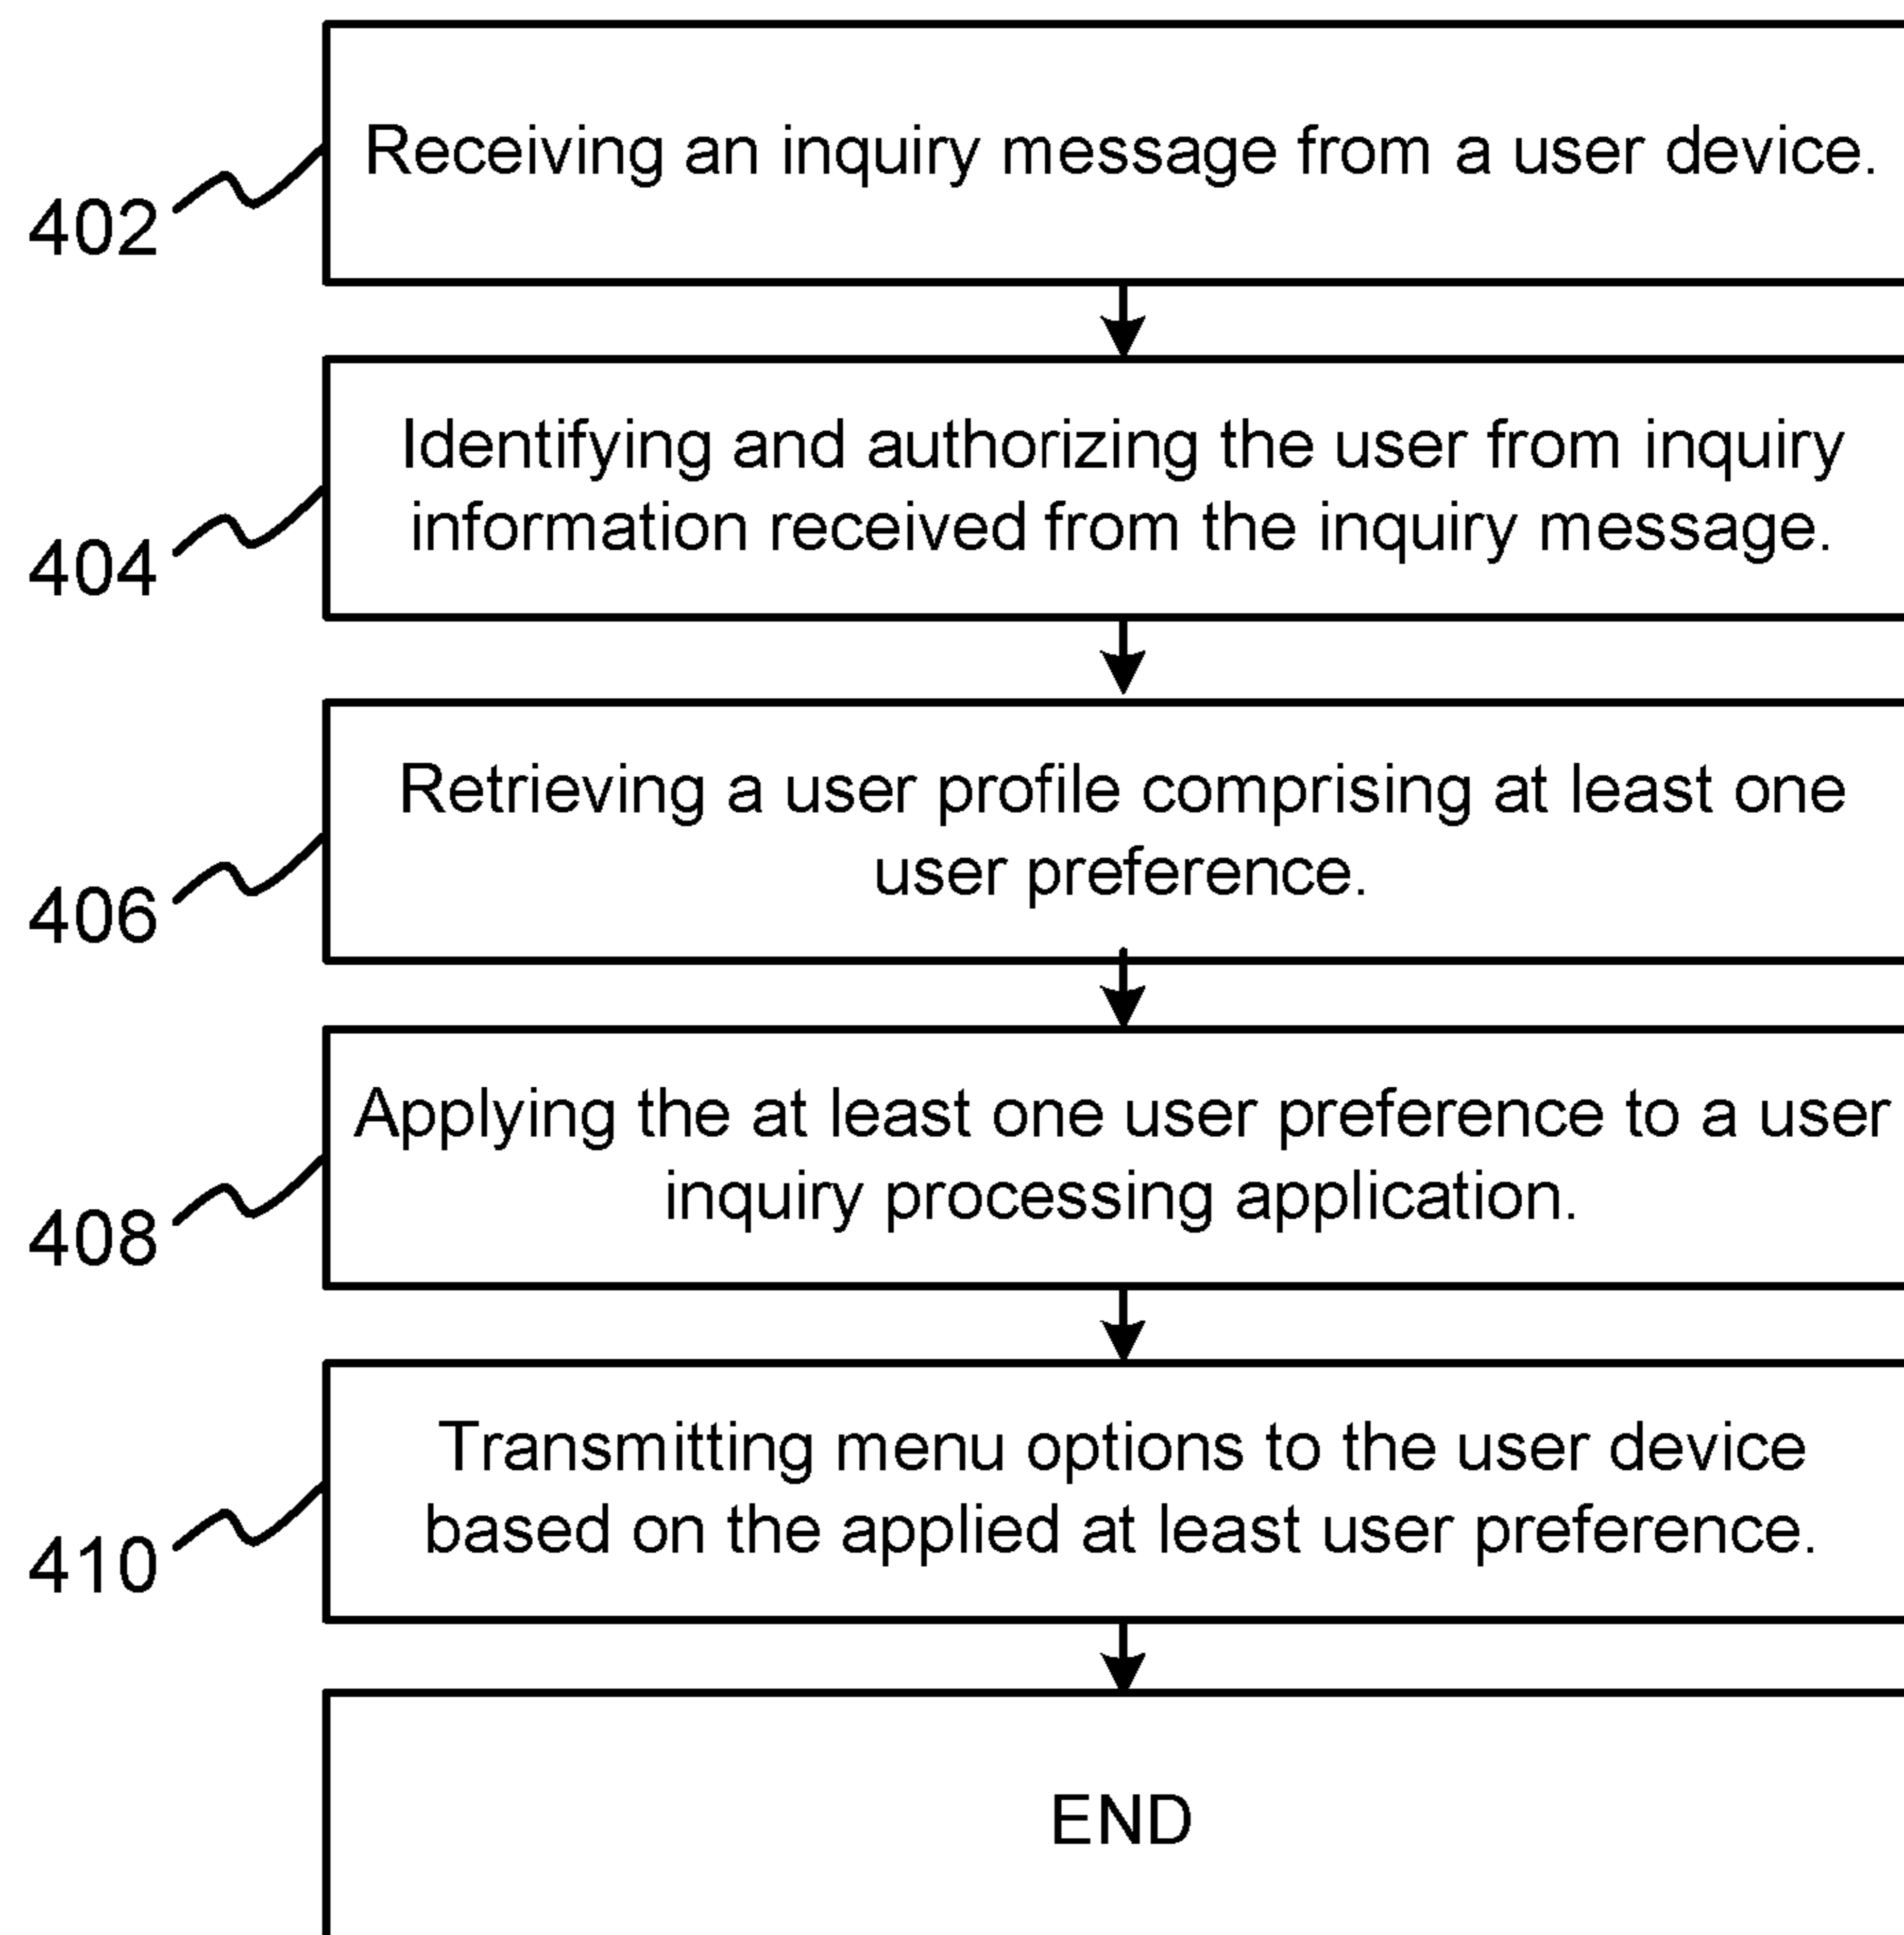 Receiving an inquiry message from a user device.
402
Identifying and authorizing the user from inquiry
information received from the inquiry message.
404
Retrieving a user profile comprising at least one
user preference.
406
Applying the at least one user preference to a user
inquiry processing application.
408
Transmitting menu options to the user device
based on the applied at least user preference.
410
END